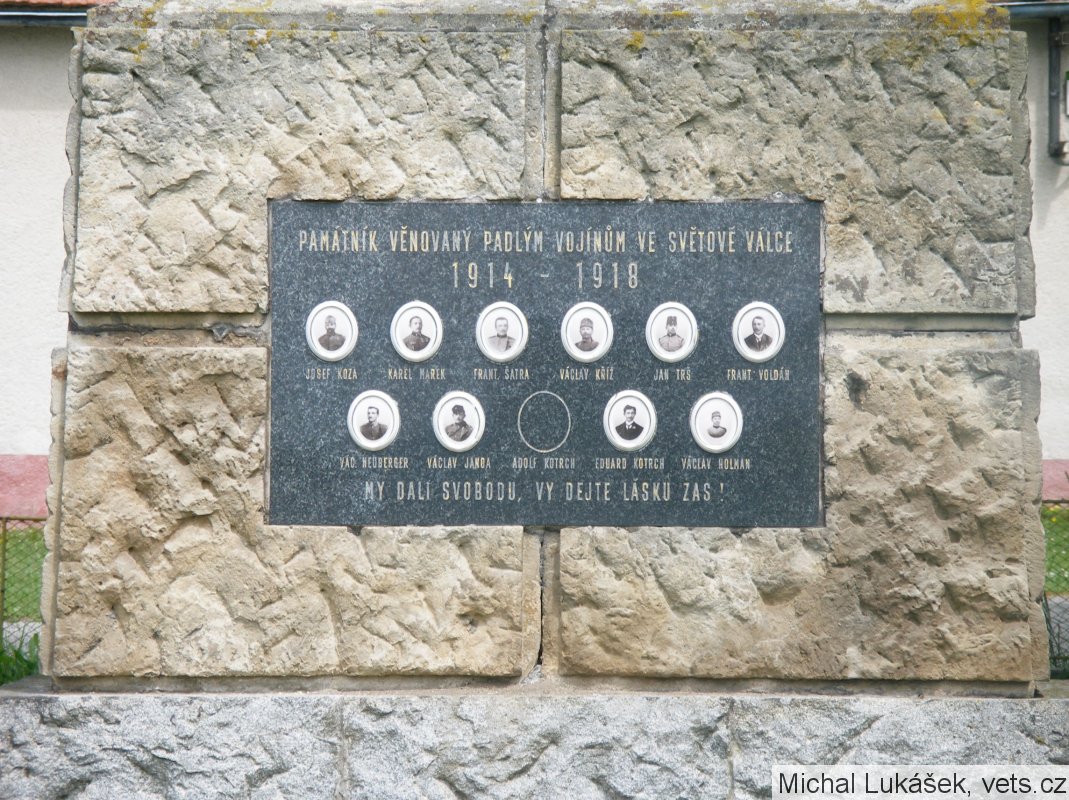 PAMÁTNÍK VĚNOVANÝ PADLÝM VOJÍNŮM VE SVĚTOVÉ VÁLCE
1914 - 1918
JOSEF KOZA KAREL MAREK FRANT. ŠATRA VÁCLAV KŘÍŽ JAN TRŠ FRANT. VOLDÁN
VÁC. NEUBERGER VÁCLAV JANDA ADOLF KOTRCH EDUARD KOTRCH VÁCLAV HOLMAN
MY DALI SVOBODU, VY DEJTE LÁSKU ZAS!
Michal Lukášek, vets.cz